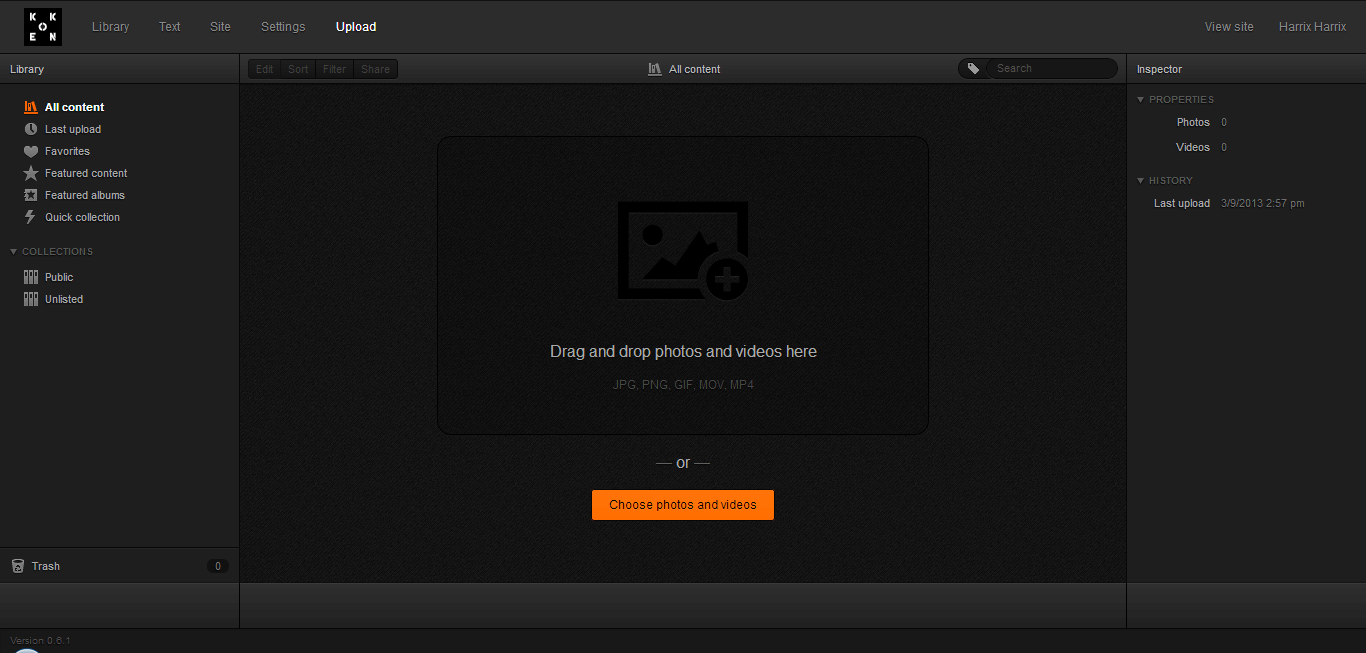 KOKEN
Library Text Site Settings Upload View site Harrix Harrix
Library
Edit Sort Filter Share
All content
Search
Inspector
All content
Last upload
Favorites
Featured content
Featured albums
Quick collection
COLLECTIONS
Public
Unlisted
Trash 0
Drag and drop photos and videos here
JPG, PNG, GIF, MOV, MP4
— or —
Choose photos and videos
PROPERTIES
Photos 0
Videos 0
HISTORY
Last upload 3/9/2013 2:57 pm
Version 0.6.1